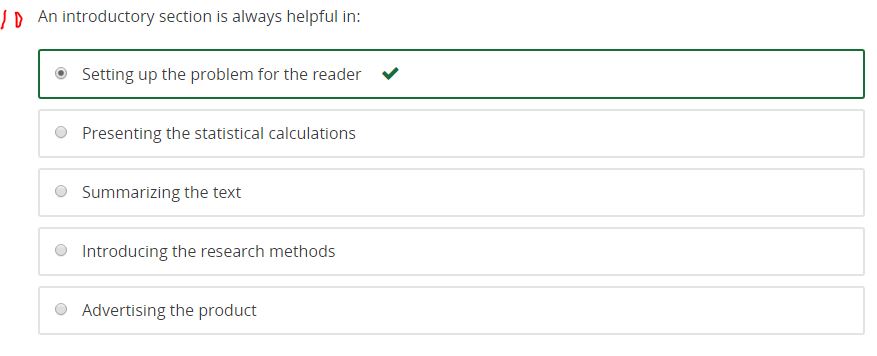 1D An introductory section is always helpful in:
Setting up the problem for the reader
Presenting the statistical calculations
Summarizing the text
Introducing the research methods
Advertising the product